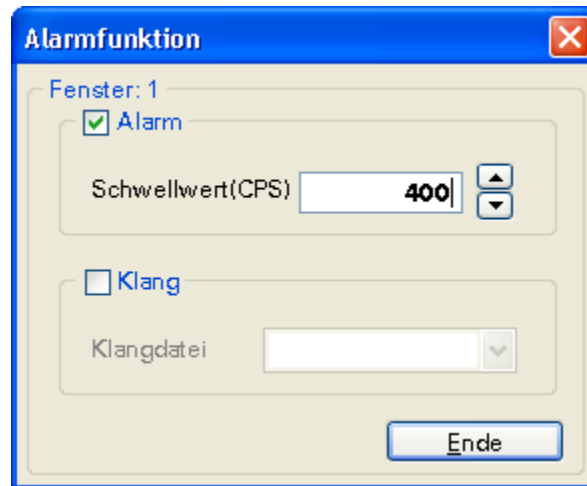 Alarmfunktion
Fenster: 1
Alarm
Schwellwert(CPS) 400
Klang
Klangdatei
Ende